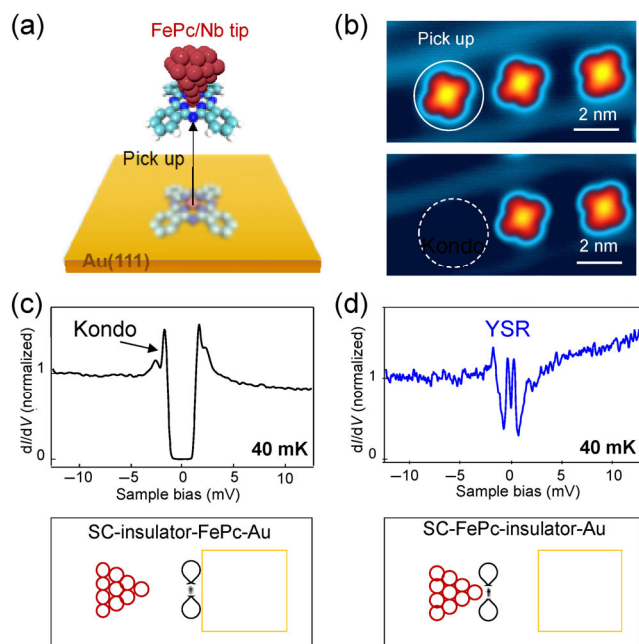 (a)
FePc/Nb tip
Pick up
Au(111)
(b)
Pick up
2 nm
Kondo
2 nm
(c)
Kondo
dI/dV (normalized)
1
0
40 mK
−10 −5 0 5 10
Sample bias (mV)
SC-insulator-FePc-Au
(d)
YSR
dI/dV (normalized)
1
0
40 mK
−10 −5 0 5 10
Sample bias (mV)
SC-FePc-insulator-Au